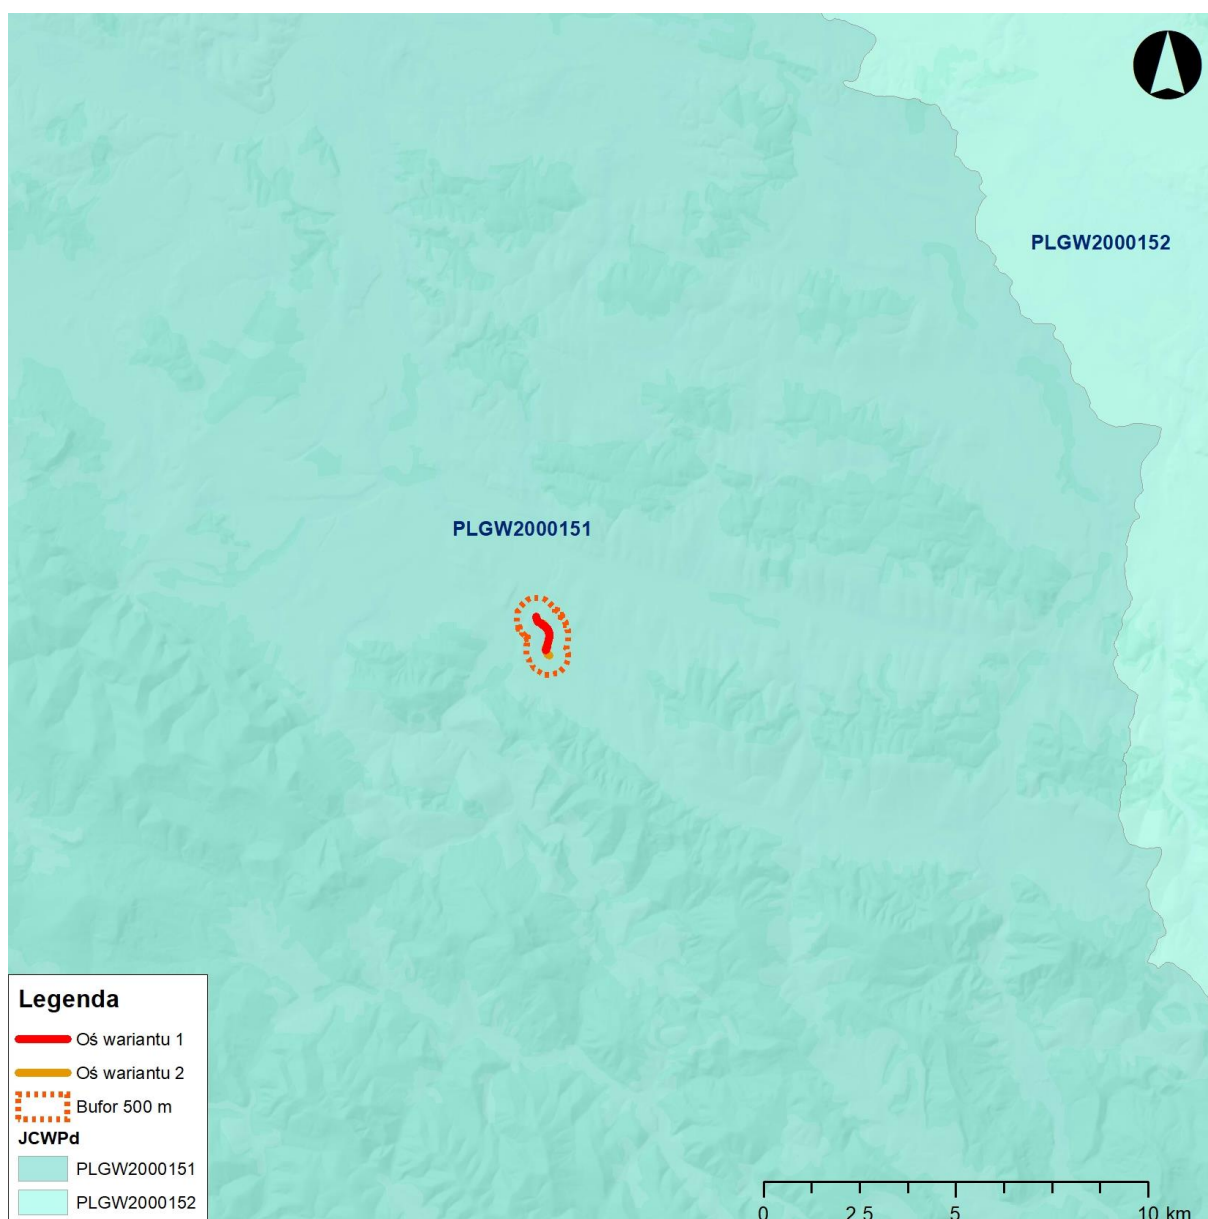 PLGW2000152
PLGW2000151
Legenda
Oś wariantu 1
Oś wariantu 2
Bufor 500 m
JCWPd
PLGW2000151
PLGW2000152
0 2,5 5 10 km